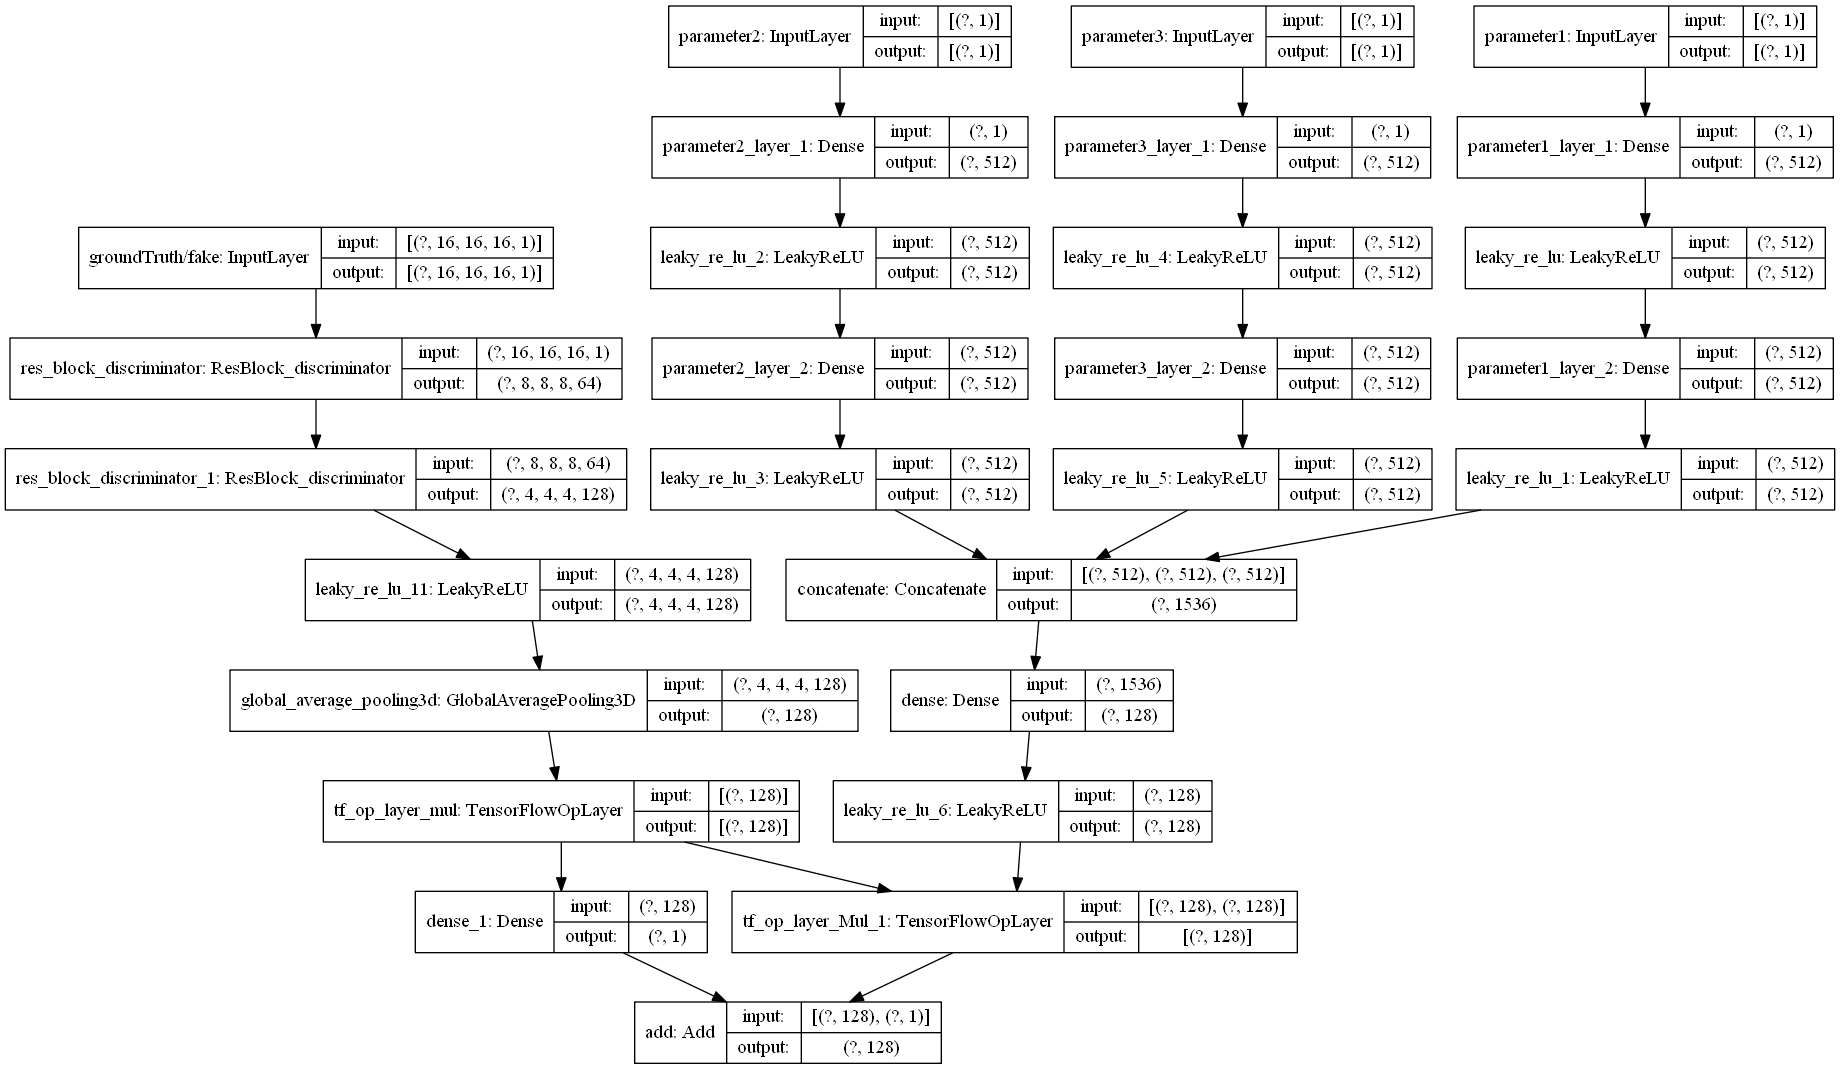 parameter2: InputLayer
input:
[(?, 1)]
output:
[(?, 1)]
parameter3: InputLayer
input:
[(?, 1)]
output:
[(?, 1)]
parameter1: InputLayer
input:
[(?, 1)]
output:
[(?, 1)]
parameter2_layer_1: Dense
input:
(?, 1)
output:
(?, 512)
parameter3_layer_1: Dense
input:
(?, 1)
output:
(?, 512)
parameter1_layer_1: Dense
input:
(?, 1)
output:
(?, 512)
groundTruth/fake: InputLayer
input:
[(?, 16, 16, 16, 1)]
output:
[(?, 16, 16, 16, 1)]
leaky_re_lu_2: LeakyReLU
input:
(?, 512)
output:
(?, 512)
leaky_re_lu_4: LeakyReLU
input:
(?, 512)
output:
(?, 512)
leaky_re_lu: LeakyReLU
input:
(?, 512)
output:
(?, 512)
res_block_discriminator: ResBlock_discriminator
input:
(?, 16, 16, 16, 1)
output:
(?, 8, 8, 8, 64)
parameter2_layer_2: Dense
input:
(?, 512)
output:
(?, 512)
parameter3_layer_2: Dense
input:
(?, 512)
output:
(?, 512)
parameter1_layer_2: Dense
input:
(?, 512)
output:
(?, 512)
res_block_discriminator_1: ResBlock_discriminator
input:
(?, 8, 8, 8, 64)
output:
(?, 4, 4, 4, 128)
leaky_re_lu_3: LeakyReLU
input:
(?, 512)
output:
(?, 512)
leaky_re_lu_5: LeakyReLU
input:
(?, 512)
output:
(?, 512)
leaky_re_lu_1: LeakyReLU
input:
(?, 512)
output:
(?, 512)
leaky_re_lu_11: LeakyReLU
input:
(?, 4, 4, 4, 128)
output:
(?, 4, 4, 4, 128)
concatenate: Concatenate
input:
[(?, 512), (?, 512), (?, 512)]
output:
(?, 1536)
global_average_pooling3d: GlobalAveragePooling3D
input:
(?, 4, 4, 4, 128)
output:
(?, 128)
dense: Dense
input:
(?, 1536)
output:
(?, 128)
tf_op_layer_mul: TensorFlowOpLayer
input:
[(?, 128)]
output:
[(?, 128)]
leaky_re_lu_6: LeakyReLU
input:
(?, 128)
output:
(?, 128)
dense_1: Dense
input:
(?, 128)
output:
(?, 1)
tf_op_layer_Mul_1: TensorFlowOpLayer
input:
[(?, 128), (?, 128)]
output:
[(?, 128)]
add: Add
input:
[(?, 128), (?, 1)]
output:
(?, 128)